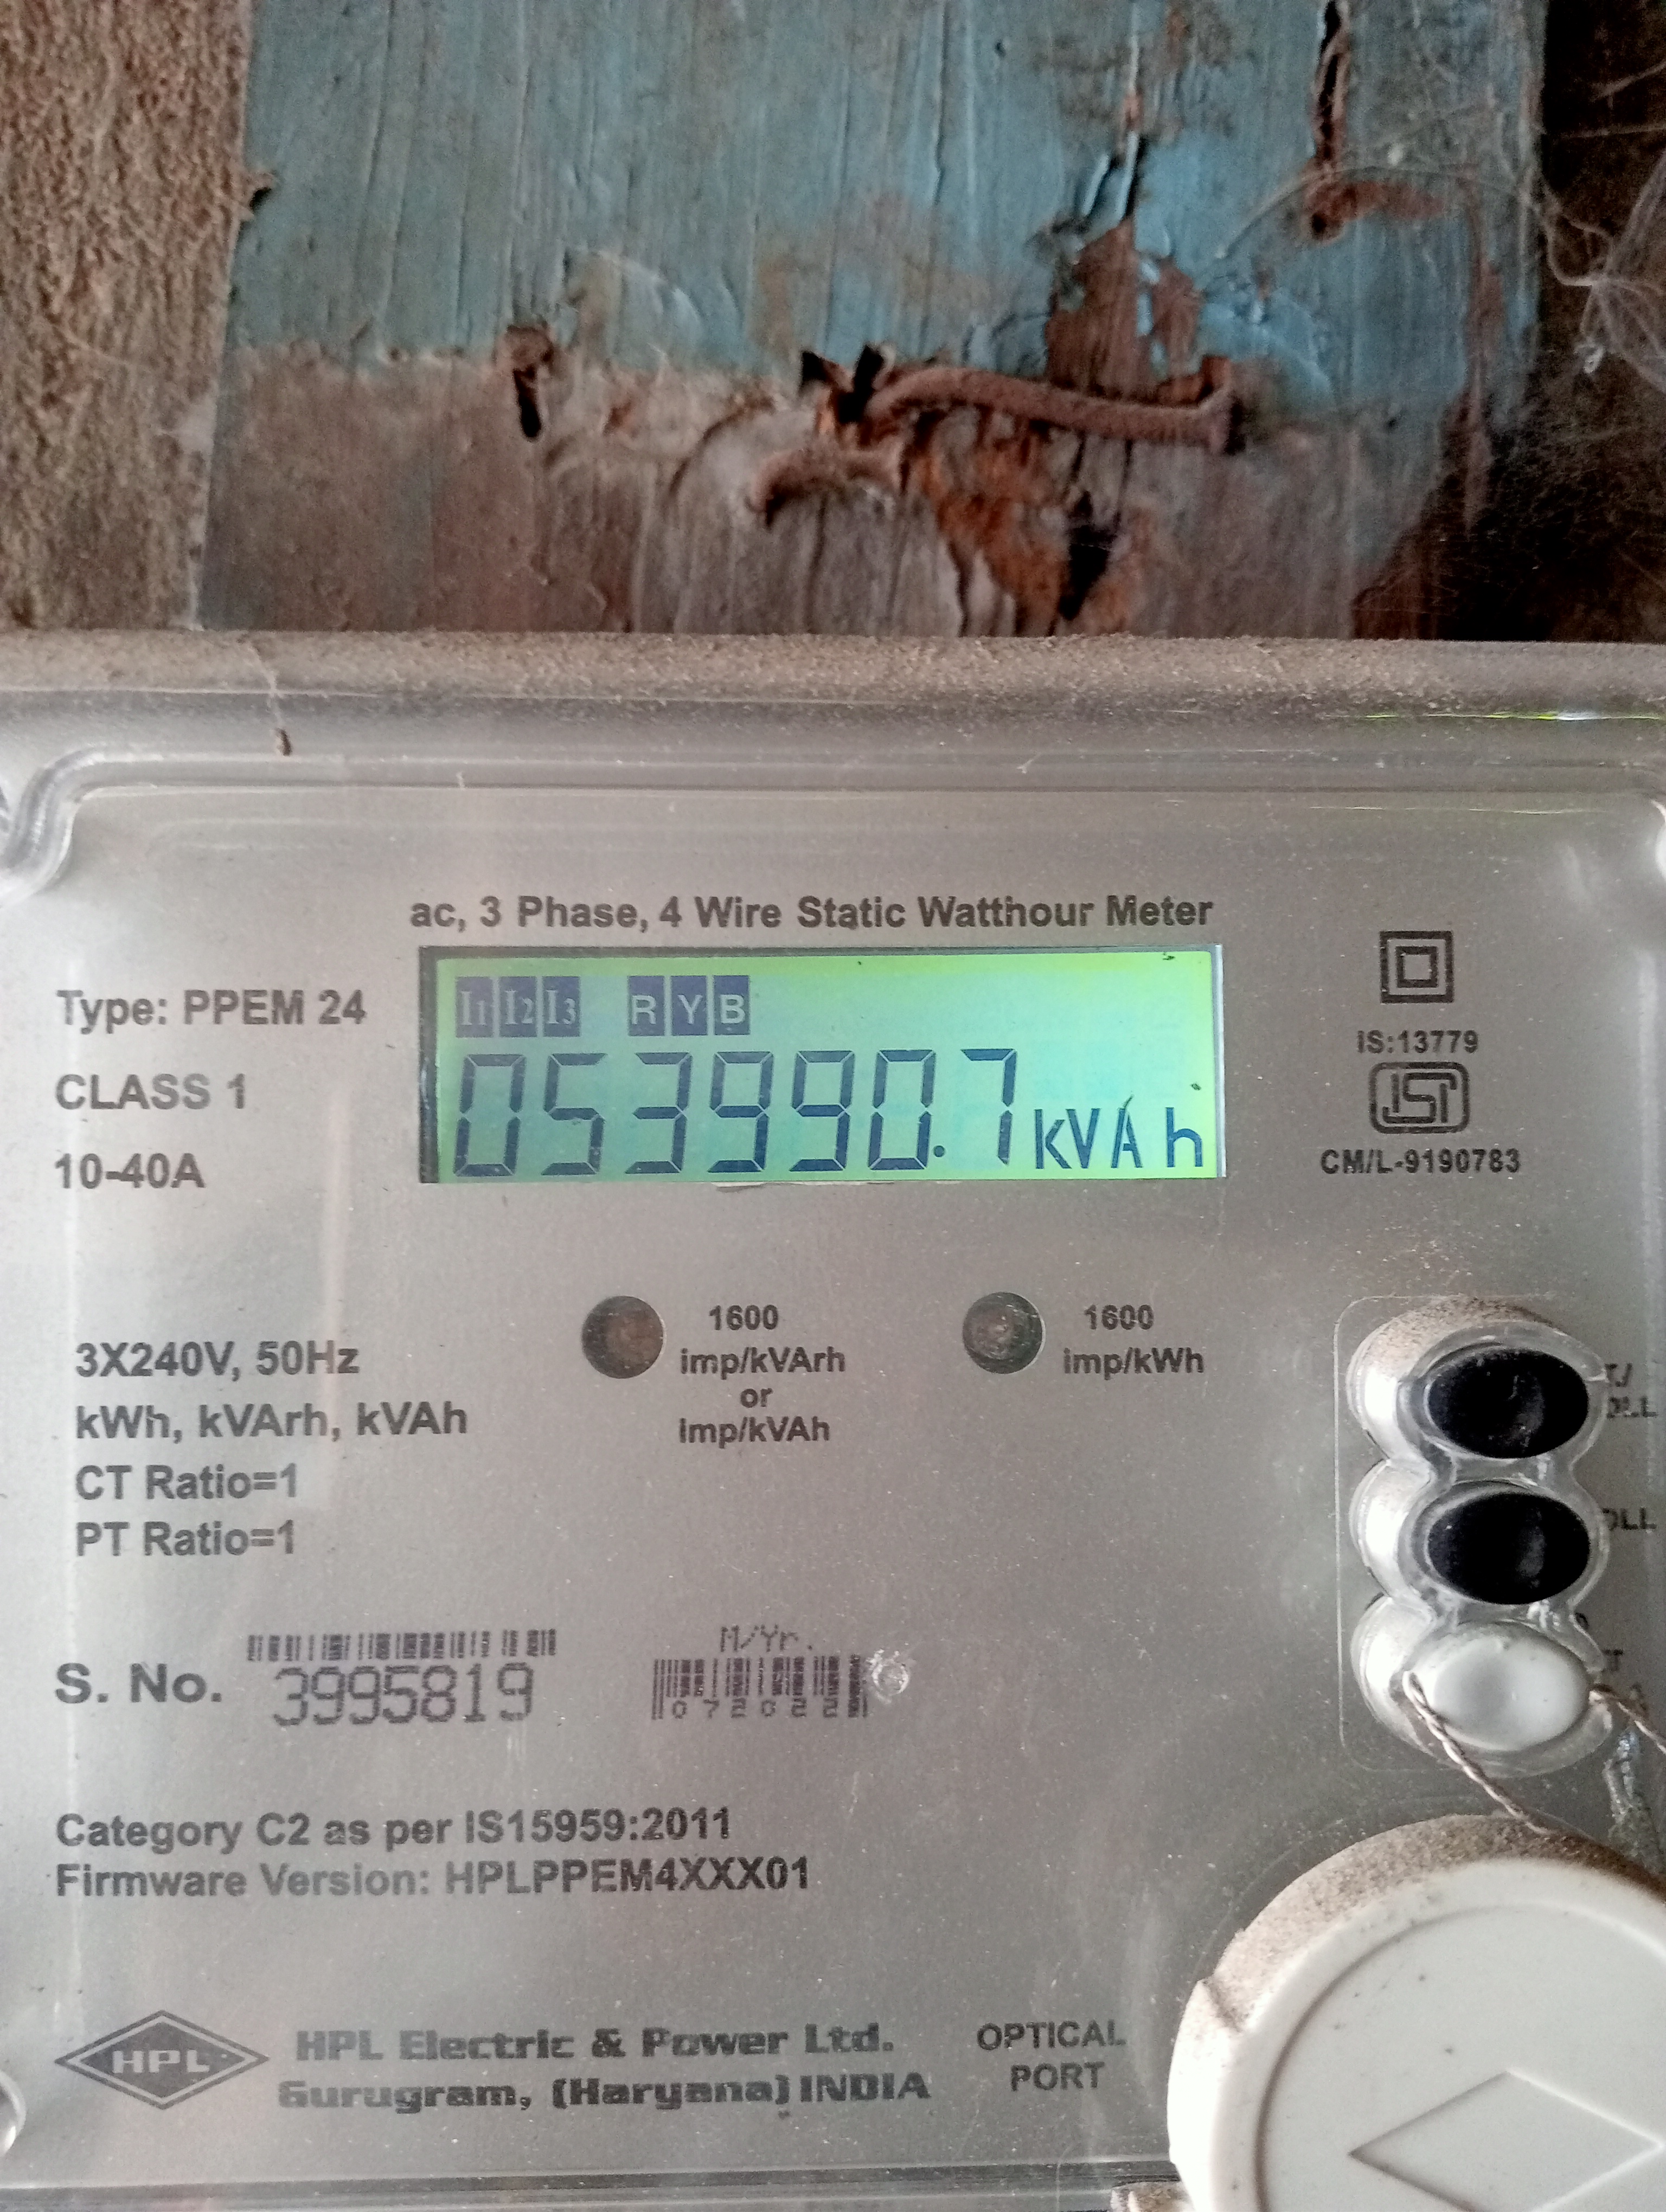 ac, 3 Phase, 4 Wire Static Watthour Meter
Type: PPEM 24
CLASS 1
10-40A
I1 I2 I3 R Y B
053990.7 kVAh
IS:13779
ISI
CM/L-9190783
3X240V, 50Hz
kWh, kVArh, kVAh
CT Ratio=1
PT Ratio=1
1600
imp/kVArh
or
Imp/kVAh
1600
imp/kWh
S. No. 3995819
M/Yr.
072022
Category C2 as per IS15959:2011
Firmware Version: HPLPPEM4XXX01
HPL
HPL Electric & Power Ltd.
Gurugram, (Haryana) INDIA
OPTICAL
PORT